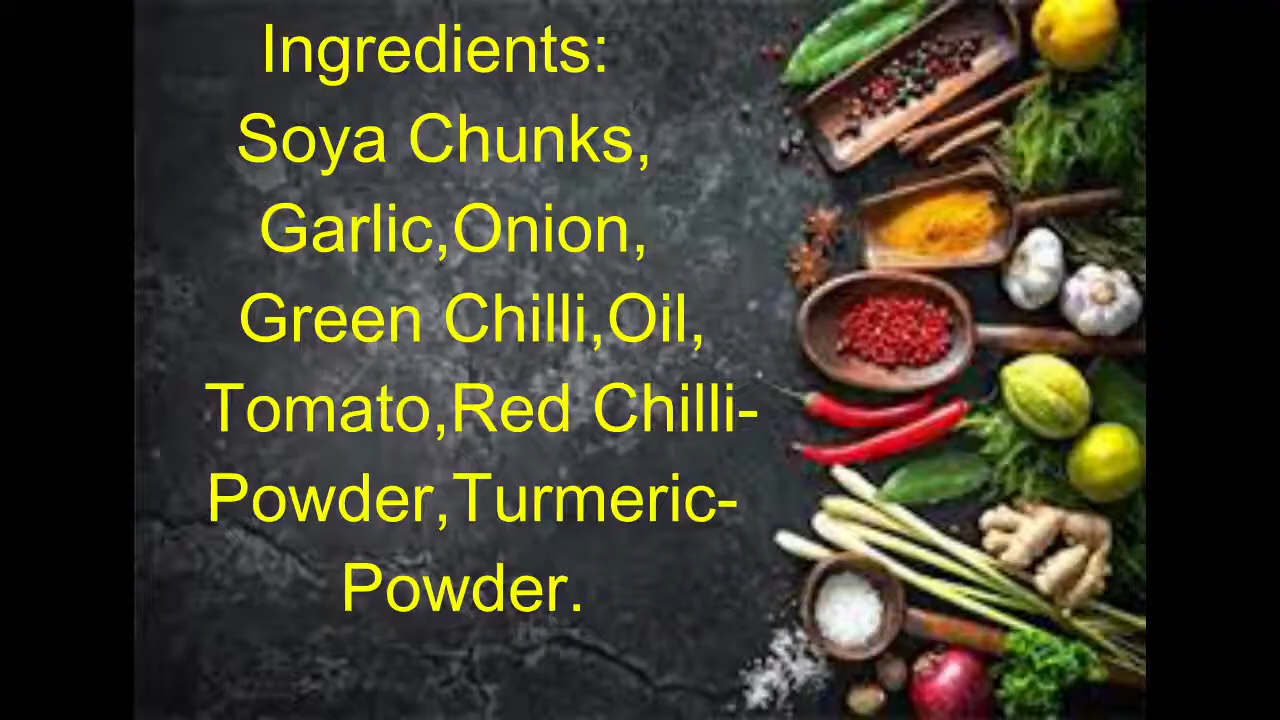 Ingredients:
Soya Chunks,
Garlic,Onion,
Green Chilli,Oil,
Tomato,Red Chilli-
Powder,Turmeric-
Powder.